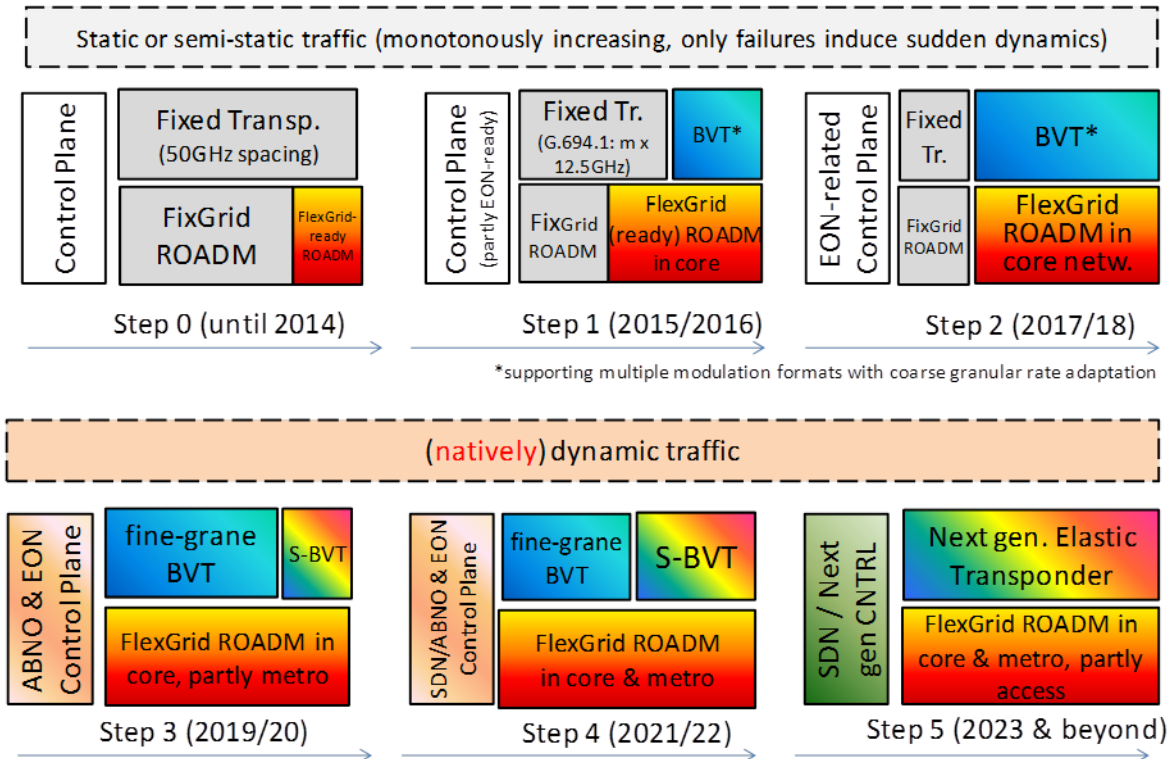 Static or semi-static traffic (monotonously increasing, only failures induce sudden dynamics)
Control Plane
Fixed Transp.
(50GHz spacing)
FixGrid
ROADM
FlexGrid-
ready
ROADM
Step 0 (until 2014)
Control Plane
(partly EON-ready)
Fixed Tr.
(G.694.1: m x
12.5GHz)
BVT*
FixGrid
ROADM
FlexGrid
(ready) ROADM
in core
Step 1 (2015/2016)
EON-related
Control Plane
Fixed
Tr.
BVT*
FixGrid
ROADM
FlexGrid
ROADM in
core netw.
Step 2 (2017/18)
*supporting multiple modulation formats with coarse granular rate adaptation
(natively) dynamic traffic
ABNO & EON
Control Plane
fine-grane
BVT
S-BVT
FlexGrid ROADM in
core, partly metro
Step 3 (2019/20)
SDN/ABNO & EON
Control Plane
fine-grane
BVT
S-BVT
FlexGrid ROADM
in core & metro
Step 4 (2021/22)
SDN / Next
gen CNTRL
Next gen. Elastic
Transponder
FlexGrid ROADM in
core & metro, partly
access
Step 5 (2023 & beyond)